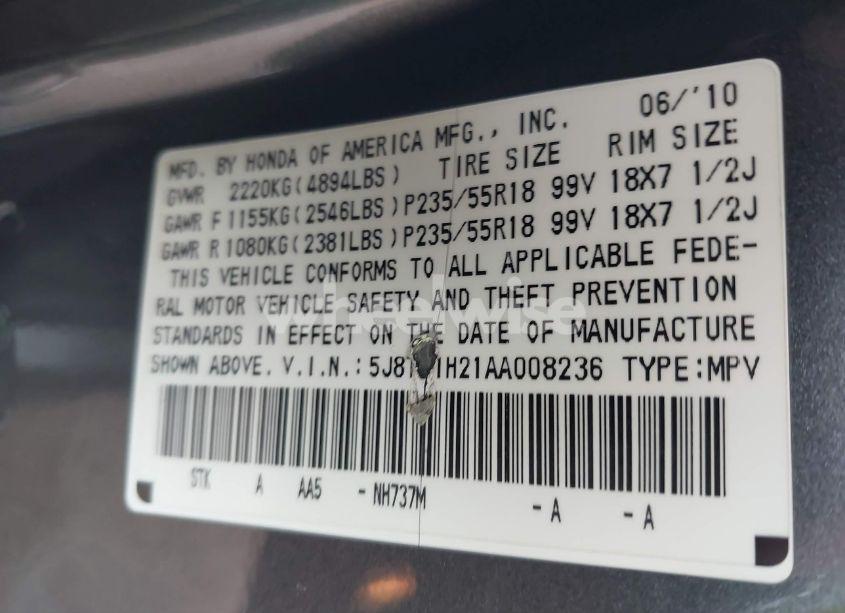 MFD. BY HONDA OF AMERICA MFG., INC. 06/'10
GVWR 2220KG(4894LBS) TIRE SIZE RIM SIZE
GAWR F1155KG(2546LBS)P235/55R18 99V 18X7 1/2J
GAWR R1080KG(2381LBS)P235/55R18 99V 18X7 1/2J
THIS VEHICLE CONFORMS TO ALL APPLICABLE FEDE-
RAL MOTOR VEHICLE SAFETY AND THEFT PREVENTION
STANDARDS IN EFFECT ON THE DATE OF MANUFACTURE
SHOWN ABOVE. V.I.N.: TYPE:MPV
STK A AA5 - NH737M - A - A
wheelwise